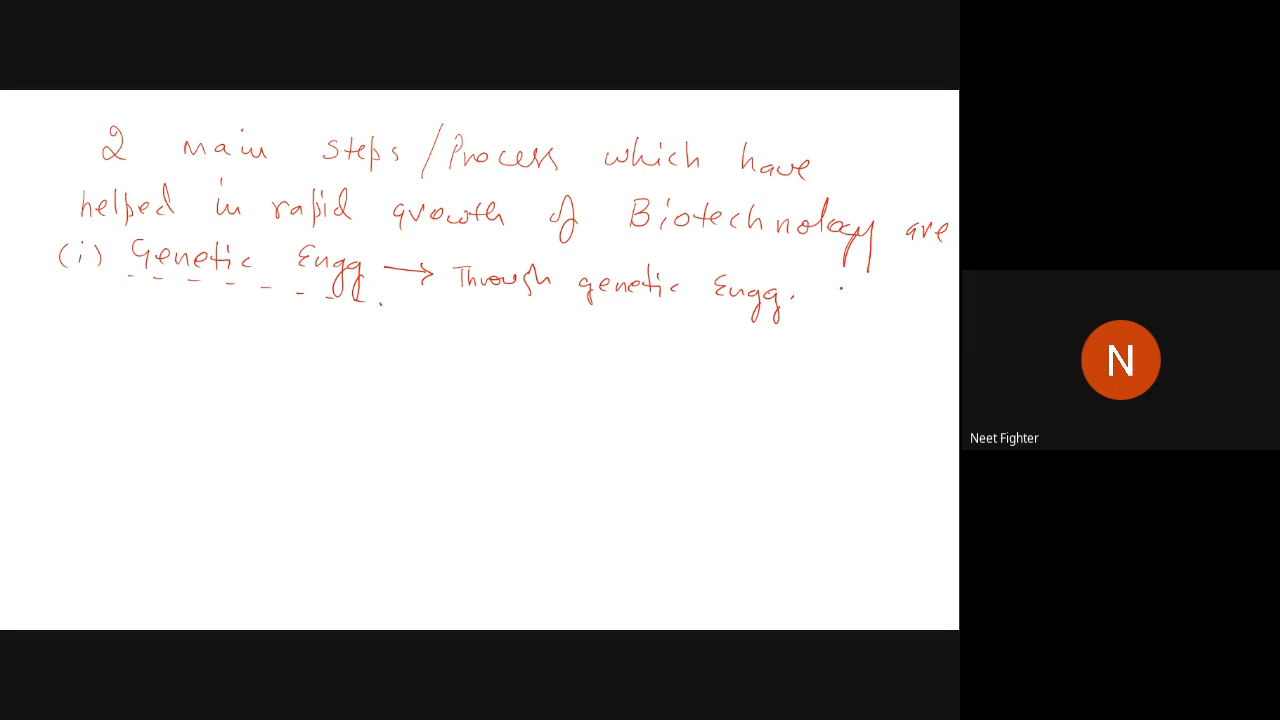 2 main steps/Process which have
helped in rapid growth of Biotechnology are
(i) Genetic Engg → Through genetic Engg.
N
Neet Fighter